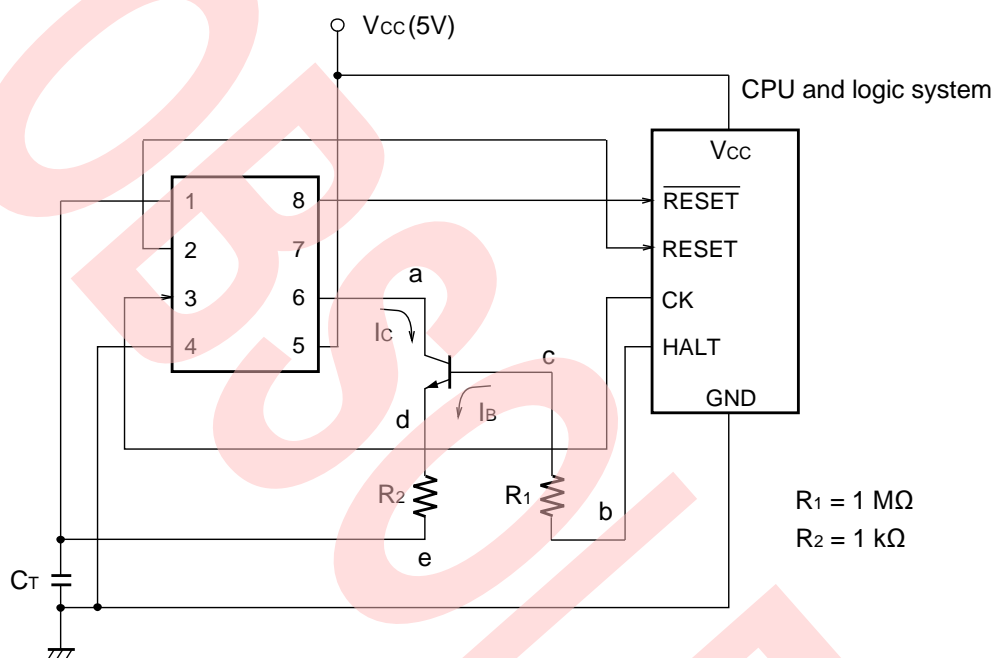 VCC (5V)
CPU and logic system
VCC
RESET
RESET
CK
HALT
GND
1
2
3
4
8
7
6
5
a
IC
c
IB
d
R2
R1
b
e
CT
R1 = 1 MΩ
R2 = 1 kΩ
OBSOL